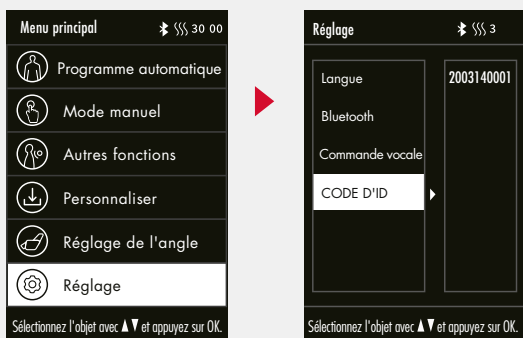 Menu principal 30 00
Programme automatique
Mode manuel
Autres fonctions
Personnaliser
Réglage de l'angle
Réglage
Sélectionnez l'objet avec ▲▼ et appuyez sur OK.
Réglage 3
Langue
Bluetooth
Commande vocale
CODE D'ID
2003140001
Sélectionnez l'objet avec ▲▼ et appuyez sur OK.